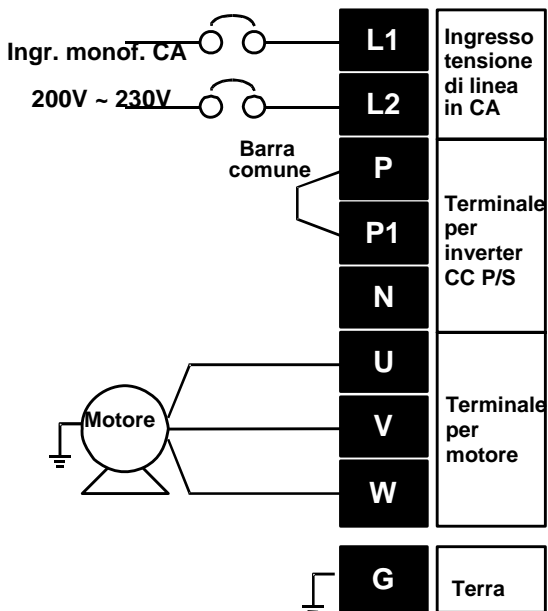 Ingr. monof. CA
200V ~ 230V
L1
L2
Ingresso
tensione
di linea
in CA
Barra
comune
P
P1
N
Terminale
per
inverter
CC P/S
Motore
U
V
W
Terminale
per
motore
G
Terra